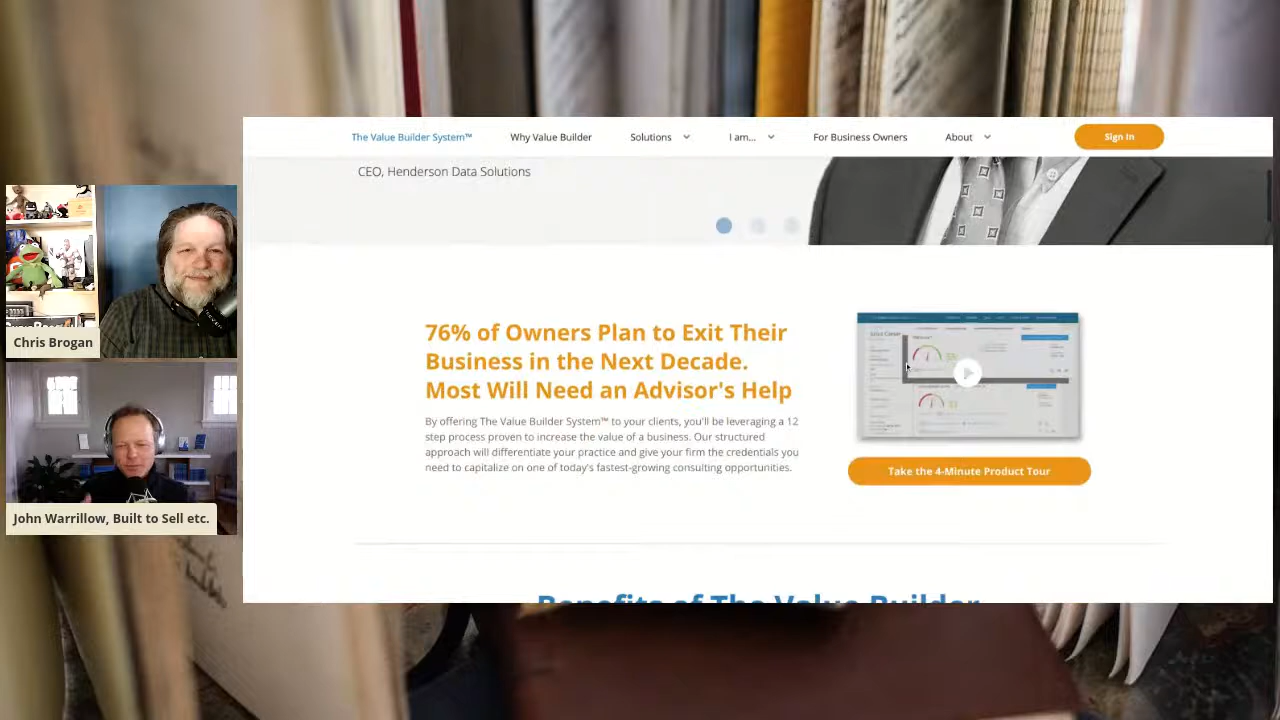 The Value Builder System™
Why Value Builder
Solutions
I am...
For Business Owners
About
Sign In
CEO, Henderson Data Solutions
76% of Owners Plan to Exit Their
Business in the Next Decade.
Most Will Need an Advisor's Help
By offering The Value Builder System™ to your clients, you'll be leveraging a 12
step process proven to increase the value of a business. Our structured
approach will differentiate your practice and give your firm the credentials you
need to capitalize on one of today's fastest-growing consulting opportunities.
Take the 4-Minute Product Tour
Benefits of The Value Builder
Chris Brogan
John Warrillow, Built to Sell etc.